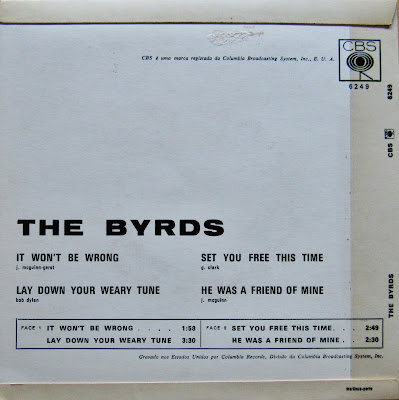 CBS é uma marca registada da Columbia Broadcasting System, Inc., E. U. A.
CBS
6249
6249
CBS
THE BYRDS
THE BYRDS
IT WON'T BE WRONG
j. mcguinn-gerst
SET YOU FREE THIS TIME
g. clark
LAY DOWN YOUR WEARY TUNE
bob dylan
HE WAS A FRIEND OF MINE
j. mcguinn
FACE 1 IT WON'T BE WRONG . . . . 1:58
LAY DOWN YOUR WEARY TUNE 3:30
FACE 2 SET YOU FREE THIS TIME . . 2:49
HE WAS A FRIEND OF MINE . . 2:30
Gravado nos Estados Unidos por Columbia Records, Divisão da Columbia Broadcasting System, Inc.